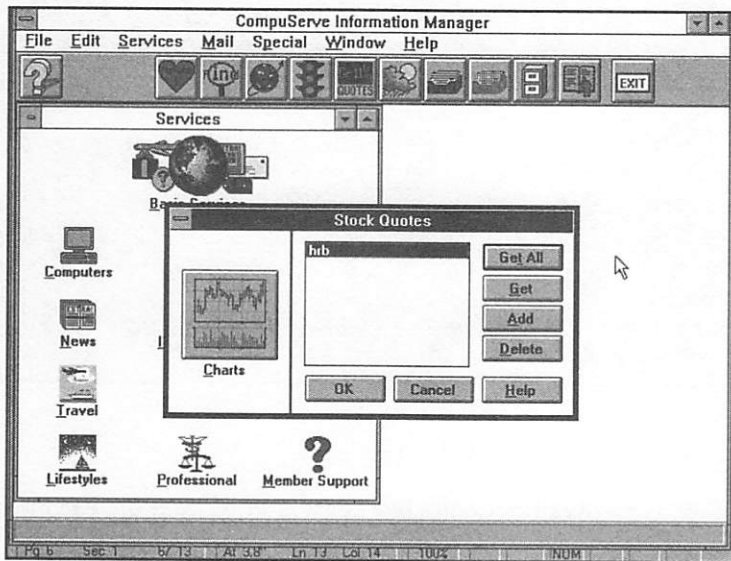 CompuServe Information Manager
File Edit Services Mail Special Window Help
Find QUOTES EXIT
Services
Basic Services
Stock Quotes
hrb
Get All
Computers
Get
Add
News
Delete
Charts
OK Cancel Help
Travel
Lifestyles Professional Member Support
Pg 6 Sec 1 6/13 At 3.8" Ln 13 Col 14 100% NUM